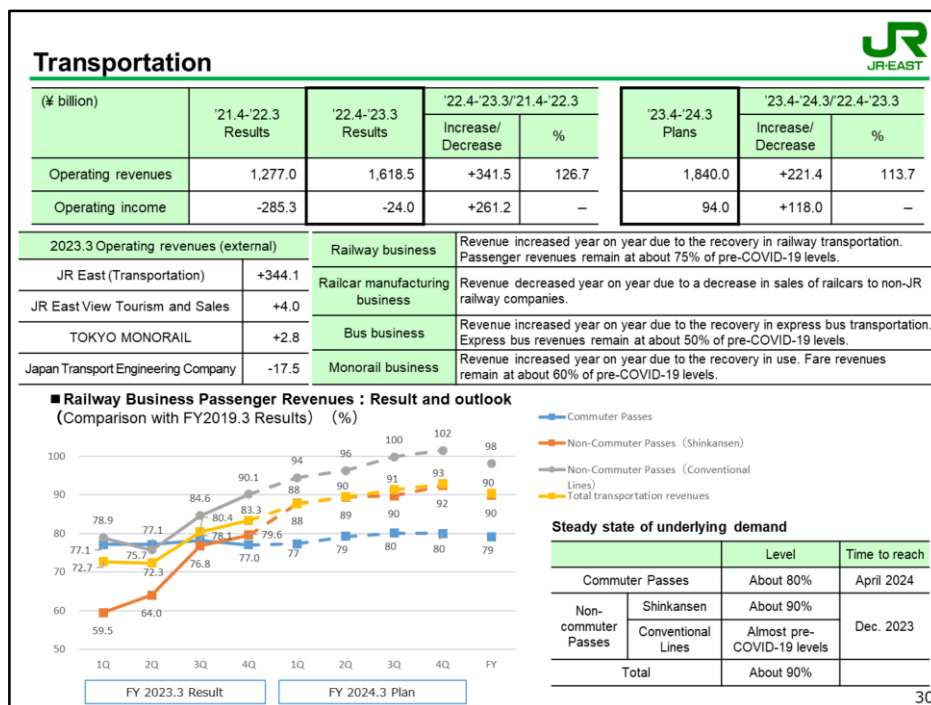 Transportation
JR
JR-EAST
(¥ billion)
'21.4-'22.3 Results
'22.4-'23.3 Results
'22.4-'23.3/'21.4-'22.3
Increase/Decrease
%
'23.4-'24.3 Plans
'23.4-'24.3/'22.4-'23.3
Increase/Decrease
%
Operating revenues 1,277.0 1,618.5 +341.5 126.7 1,840.0 +221.4 113.7
Operating income -285.3 -24.0 +261.2 – 94.0 +118.0 –
2023.3 Operating revenues (external)
JR East (Transportation) +344.1
JR East View Tourism and Sales +4.0
TOKYO MONORAIL +2.8
Japan Transport Engineering Company -17.5
Railway business
Revenue increased year on year due to the recovery in railway transportation.
Passenger revenues remain at about 75% of pre-COVID-19 levels.
Railcar manufacturing
business
Revenue decreased year on year due to a decrease in sales of railcars to non-JR
railway companies.
Bus business
Revenue increased year on year due to the recovery in express bus transportation.
Express bus revenues remain at about 50% of pre-COVID-19 levels.
Monorail business
Revenue increased year on year due to the recovery in use. Fare revenues
remain at about 60% of pre-COVID-19 levels.
■Railway Business Passenger Revenues：Result and outlook
（Comparison with FY2019.3 Results） (%)
Commuter Passes
Non-Commuter Passes（Shinkansen）
Non-Commuter Passes（Conventional
Lines）
Total transportation revenues
100
90
80
70
60
50
78.9 75.7 84.6 90.1 94 96 100 102 98
77.1 77.1 78.1 77.0 77 79 80 80 79
72.7 72.3 80.4 83.3 88 90 91 93 90
59.5 64.0 76.8 79.6 88 89 90 92 90
1Q 2Q 3Q 4Q 1Q 2Q 3Q 4Q FY
FY 2023.3 Result
FY 2024.3 Plan
Steady state of underlying demand
Level Time to reach
Commuter Passes About 80% April 2024
Non-
commuter
Passes
Shinkansen About 90%
Conventional
Lines
Almost pre-
COVID-19 levels
Dec. 2023
Total About 90%
30